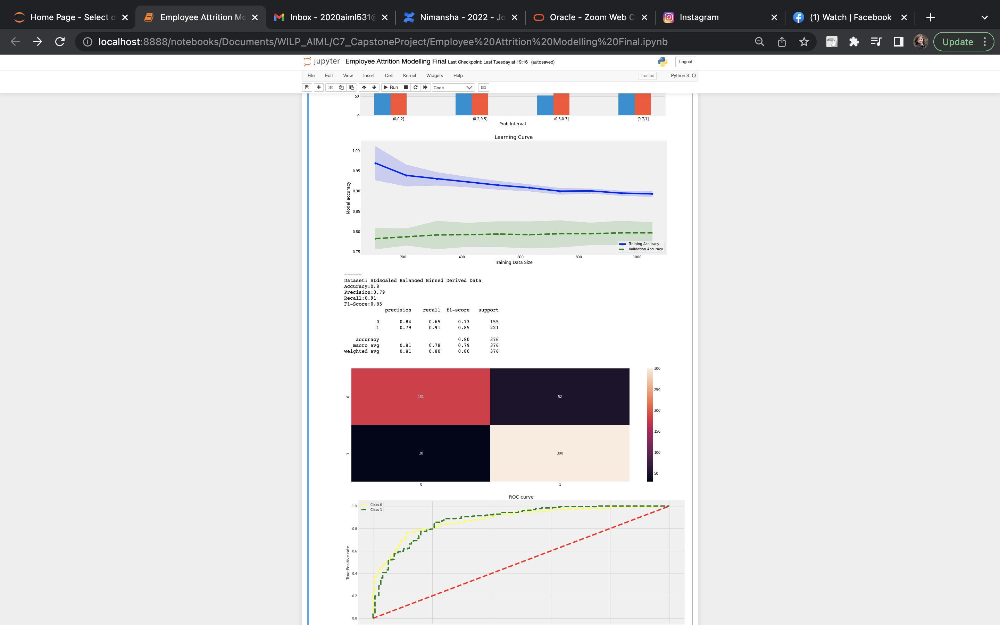 Home Page - Select o
Employee Attrition Mo
Inbox - 2020aiml531@
Nimansha - 2022 - Jo
Oracle - Zoom Web C
Instagram
(1) Watch | Facebook
localhost:8888/notebooks/Documents/WILP_AIML/C7_CapstoneProject/Employee%20Attrition%20Modelling%20Final.ipynb
Update
jupyter Employee Attrition Modelling Final Last Checkpoint: Last Tuesday at 19:16 (autosaved)
Logout
File Edit View Insert Cell Kernel Widgets Help
Trusted
Python 3
Run
Code
50
0
(0,0.2] (0.2,0.5] (0.5,0.7] (0.7,1]
Prob Interval
Learning Curve
1.00
0.95
0.90
0.85
0.80
0.75
Model accuracy
Training Accuracy
Validation Accuracy
200 400 600 800 1000
Training Data Size
------
Dataset: Stdscaled Balanced Binned Derived Data
Accuracy:0.8
Precision:0.79
Recall:0.91
F1-Score:0.85
precision recall f1-score support
0 0.84 0.65 0.73 155
1 0.79 0.91 0.85 221
accuracy 0.80 376
macro avg 0.81 0.78 0.79 376
weighted avg 0.81 0.80 0.80 376
0 181 52
1 30 300
0 1
300
250
200
150
100
50
ROC curve
Class 0
Class 1
1.0
0.8
0.6
0.4
0.2
0.0
True Positive rate